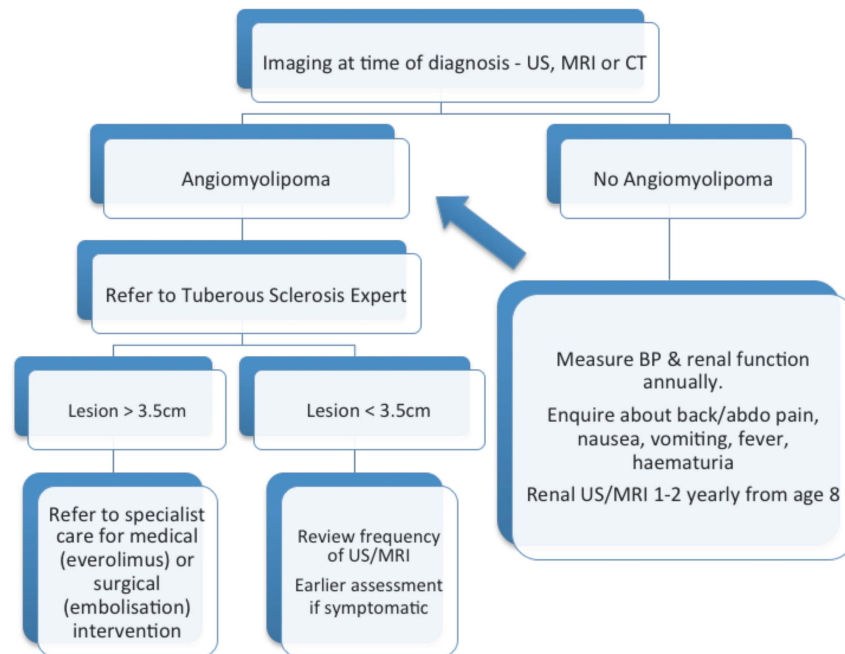 Imaging at time of diagnosis - US, MRI or CT
Angiomyolipoma
No Angiomyolipoma
Refer to Tuberous Sclerosis Expert
Lesion > 3.5cm
Lesion < 3.5cm
Refer to specialist
care for medical
(everolimus) or
surgical
(embolisation)
intervention
Review frequency
of US/MRI
Earlier assessment
if symptomatic
Measure BP & renal function
annually.
Enquire about back/abdo pain,
nausea, vomiting, fever,
haematuria
Renal US/MRI 1-2 yearly from age 8